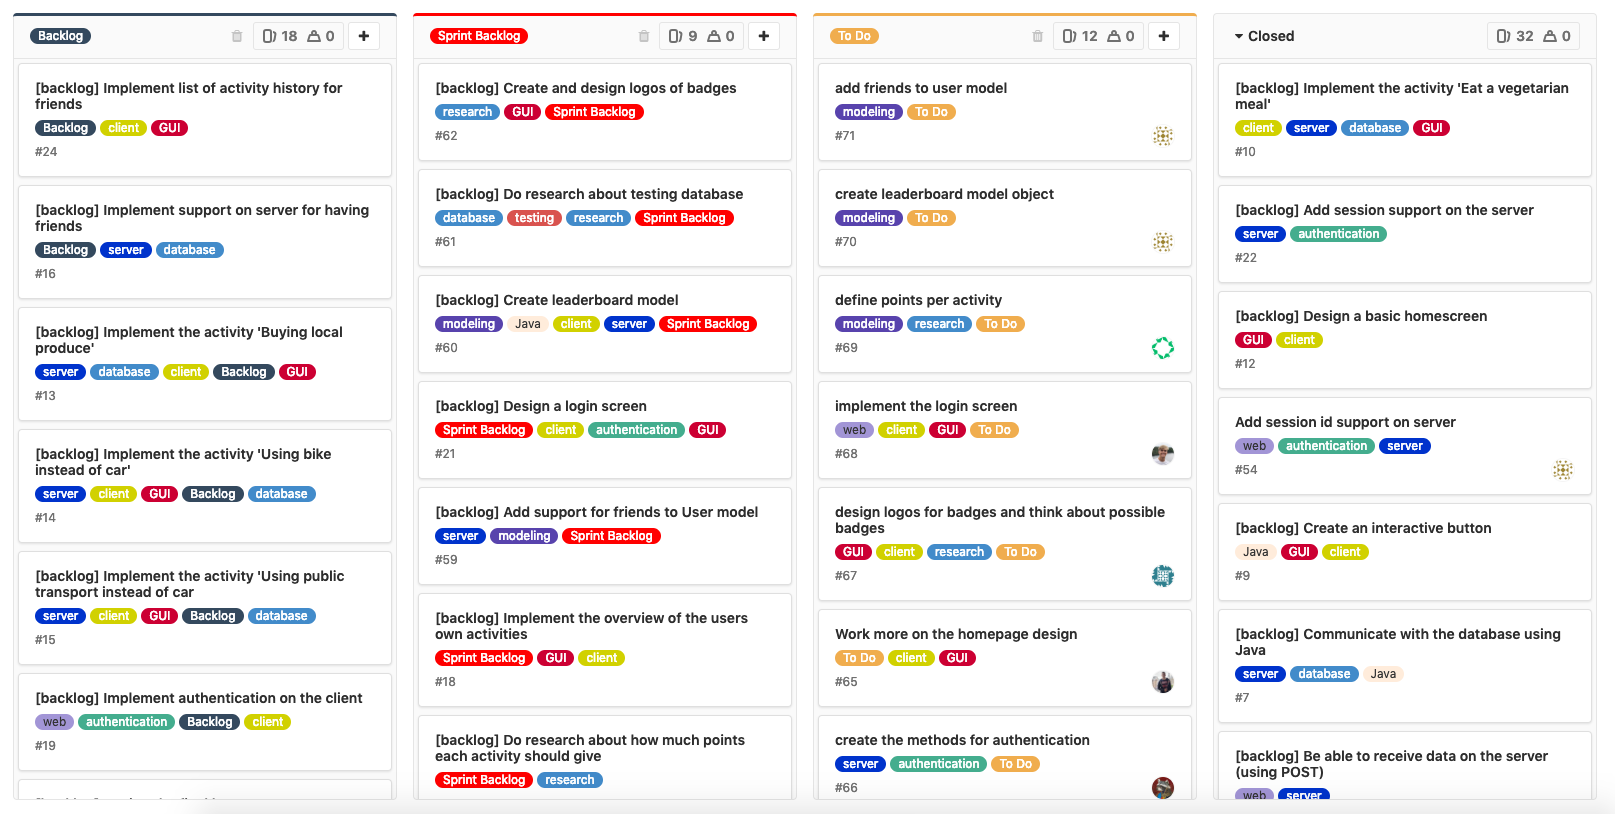 Backlog
18 0
[backlog] Implement list of activity history for
friends
Backlog client GUI
#24
[backlog] Implement support on server for having
friends
Backlog server database
#16
[backlog] Implement the activity 'Buying local
produce'
server database client Backlog GUI
#13
[backlog] Implement the activity 'Using bike
instead of car'
server client GUI Backlog database
#14
[backlog] Implement the activity 'Using public
transport instead of car
server client GUI Backlog database
#15
[backlog] Implement authentication on the client
web authentication Backlog client
#19
Sprint Backlog
9 0
[backlog] Create and design logos of badges
research GUI Sprint Backlog
#62
[backlog] Do research about testing database
database testing research Sprint Backlog
#61
[backlog] Create leaderboard model
modeling Java client server Sprint Backlog
#60
[backlog] Design a login screen
Sprint Backlog client authentication GUI
#21
[backlog] Add support for friends to User model
server modeling Sprint Backlog
#59
[backlog] Implement the overview of the users
own activities
Sprint Backlog GUI client
#18
[backlog] Do research about how much points
each activity should give
Sprint Backlog research
To Do
12 0
add friends to user model
modeling To Do
#71
create leaderboard model object
modeling To Do
#70
define points per activity
modeling research To Do
#69
implement the login screen
web client GUI To Do
#68
design logos for badges and think about possible
badges
GUI client research To Do
#67
Work more on the homepage design
To Do client GUI
#65
create the methods for authentication
server authentication To Do
#66
Closed
32 0
[backlog] Implement the activity 'Eat a vegetarian
meal'
client server database GUI
#10
[backlog] Add session support on the server
server authentication
#22
[backlog] Design a basic homescreen
GUI client
#12
Add session id support on server
web authentication server
#54
[backlog] Create an interactive button
Java GUI client
#9
[backlog] Communicate with the database using
Java
server database Java
#7
[backlog] Be able to receive data on the server
(using POST)
web server